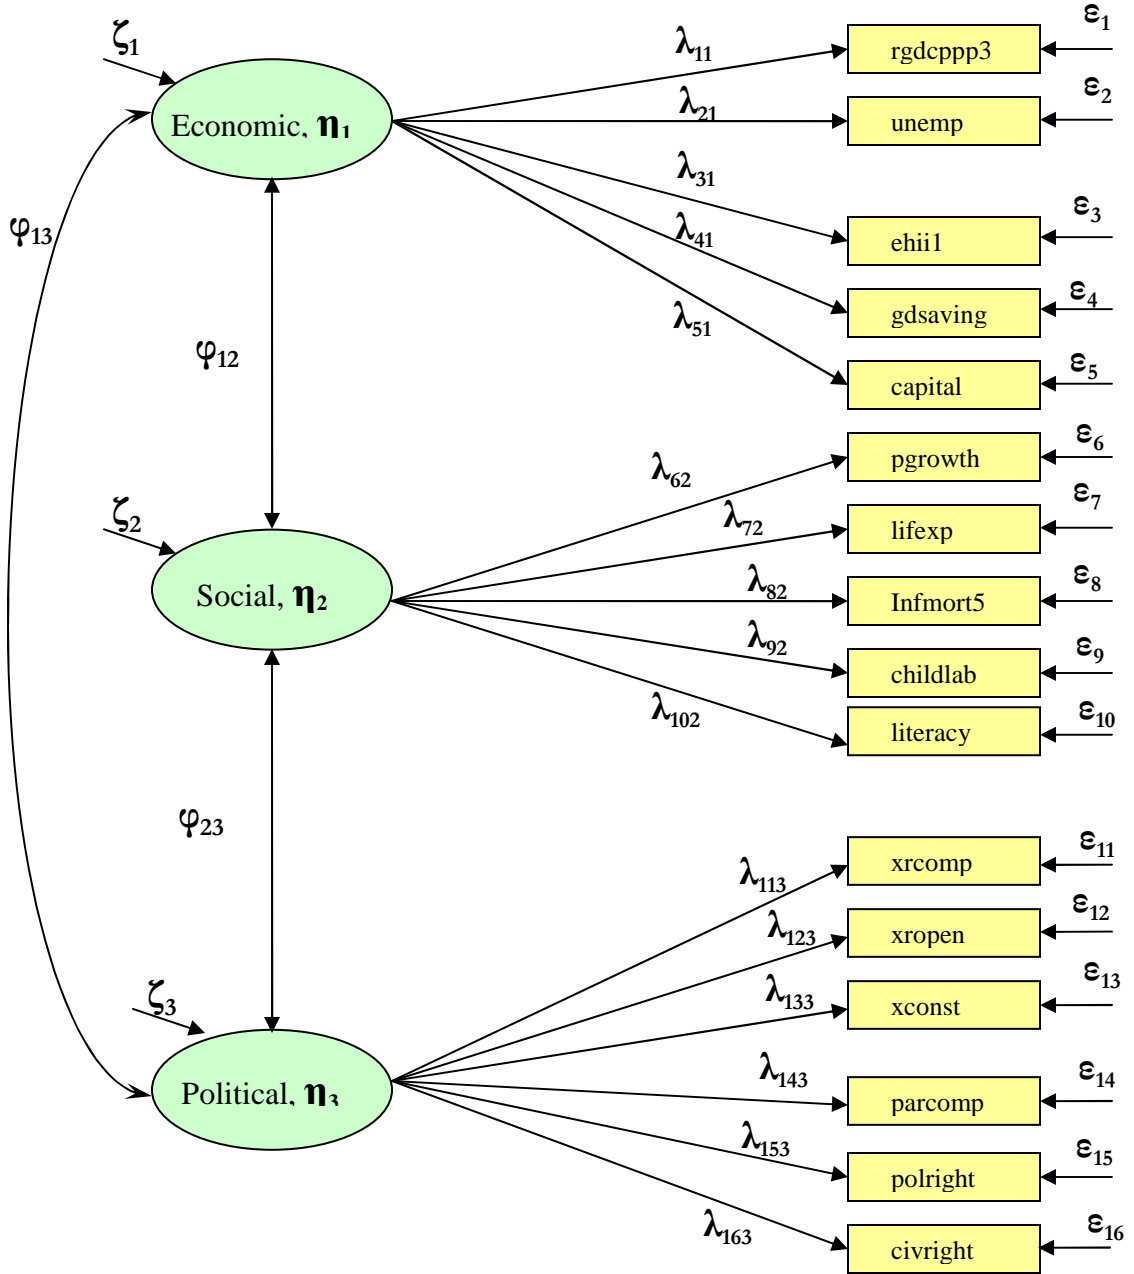 ζ1
λ11
rgdcppp3
ε1
Economic, η1
λ21
unemp
ε2
λ31
ehii1
ε3
φ13
λ41
gdsaving
ε4
λ51
capital
ε5
φ12
λ62
pgrowth
ε6
ζ2
λ72
lifexp
ε7
Social, η2
λ82
Infmort5
ε8
λ92
childlab
ε9
λ102
literacy
ε10
φ23
λ113
xrcomp
ε11
λ123
xropen
ε12
ζ3
λ133
xconst
ε13
Political, η3
λ143
parcomp
ε14
λ153
polright
ε15
λ163
civright
ε16